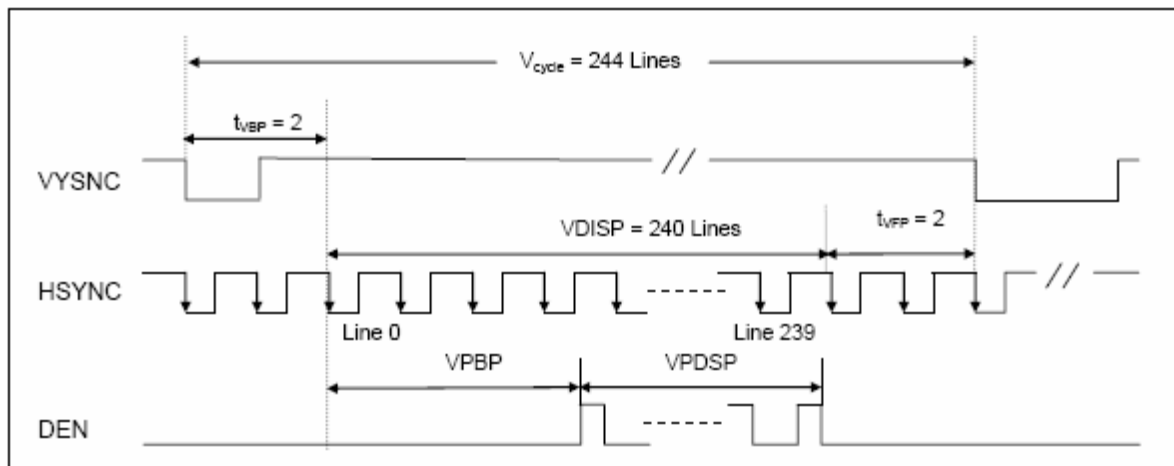 Vcycle = 244 Lines
tVBP = 2
VYSNC
VDISP = 240 Lines
tVFP = 2
HSYNC
Line 0
Line 239
VPBP
VPDSP
DEN